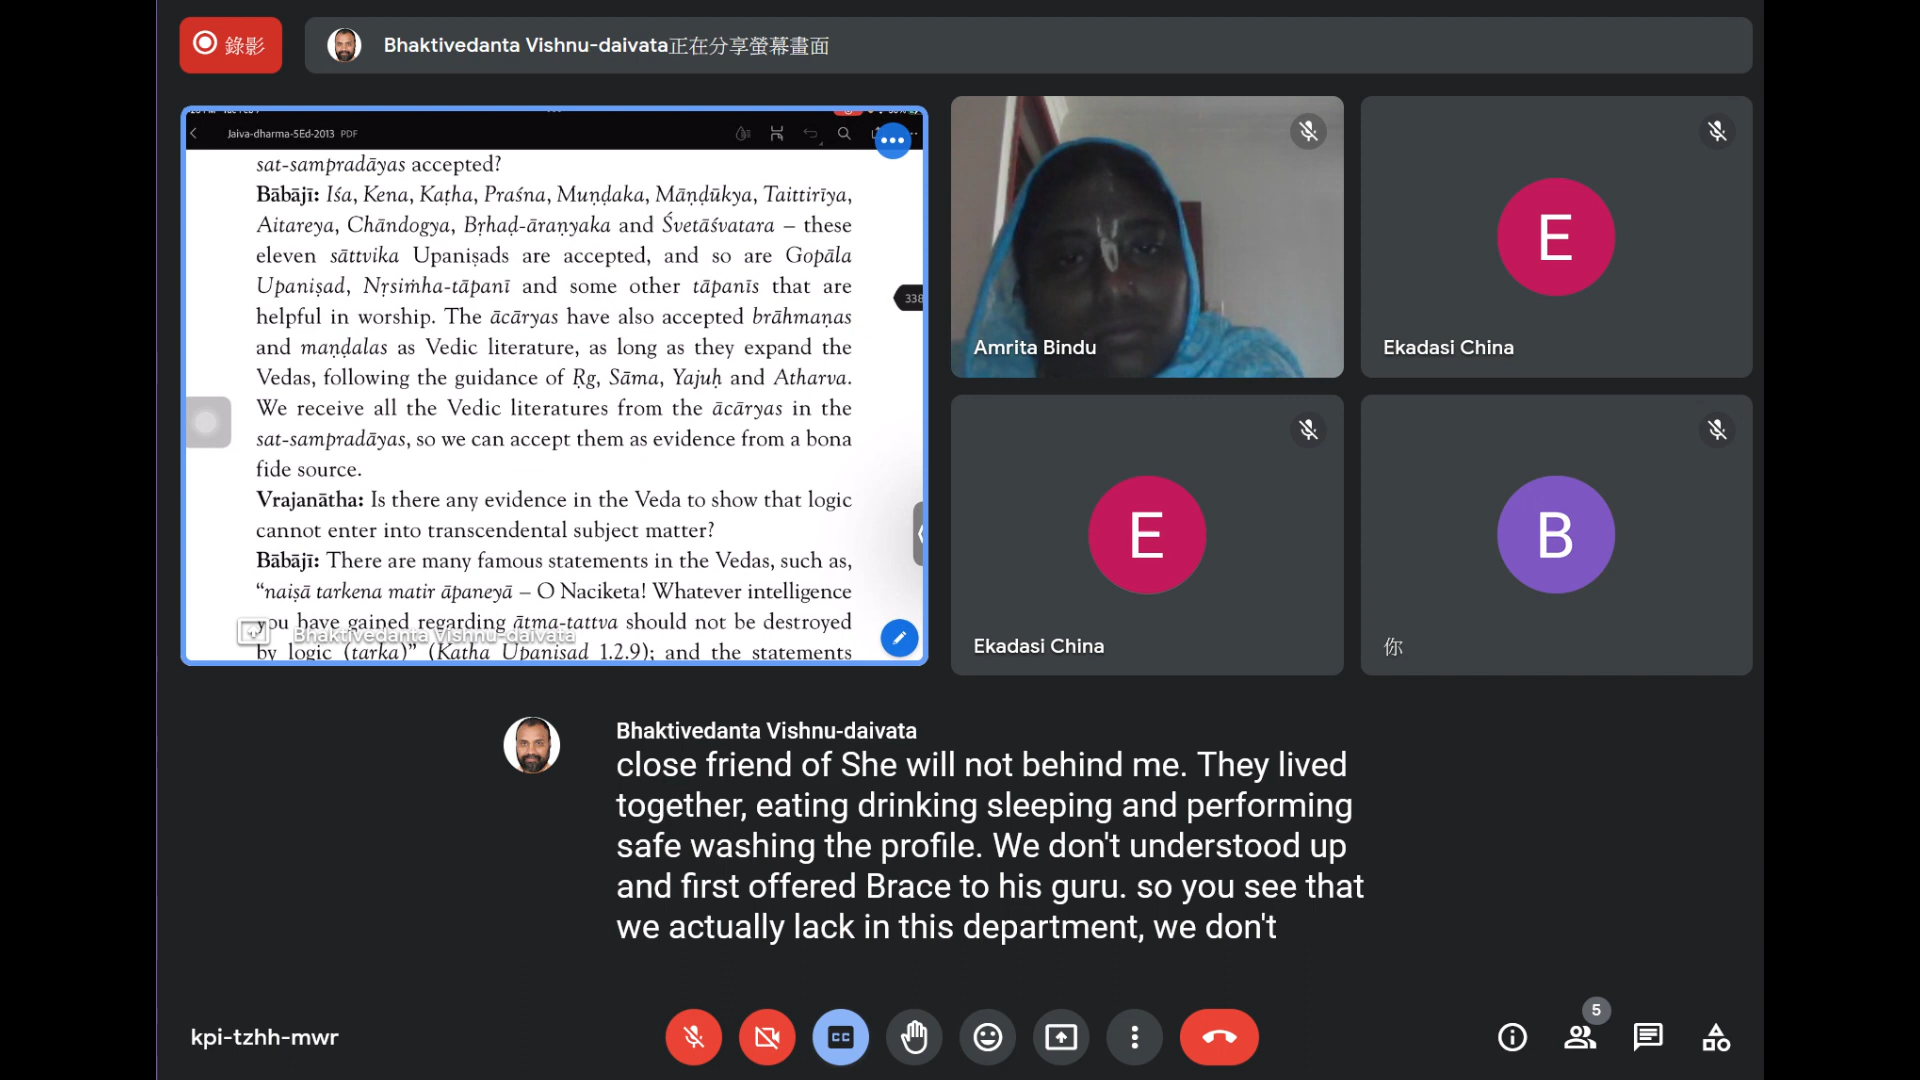 錄影
Bhaktivedanta Vishnu-daivata正在分享螢幕畫面
Jaiva-dharma-5Ed-2013 PDF
sat-sampradāyas accepted?
Bābājī: Iśa, Kena, Kaṭha, Praśna, Muṇḍaka, Māṇḍūkya, Taittirīya,
Aitareya, Chāndogya, Bṛhad-āraṇyaka and Śvetāśvatara – these
eleven sāttvika Upaniṣads are accepted, and so are Gopāla
Upaniṣad, Nṛsiṁha-tāpanī and some other tāpanīs that are
helpful in worship. The ācāryas have also accepted brāhmaṇas
and maṇḍalas as Vedic literature, as long as they expand the
Vedas, following the guidance of Ṛg, Sāma, Yajuḥ and Atharva.
We receive all the Vedic literatures from the ācāryas in the
sat-sampradāyas, so we can accept them as evidence from a bona
fide source.
Vrajanātha: Is there any evidence in the Veda to show that logic
cannot enter into transcendental subject matter?
Bābājī: There are many famous statements in the Vedas, such as,
“naiṣā tarkena matir āpaneyā – O Naciketa! Whatever intelligence
you have gained regarding ātma-tattva should not be destroyed
by logic (tarka)” (Kaṭha Upaniṣad 1.2.9); and the statements
338
Bhaktivedanta Vishnu-daivata
Amrita Bindu
E
Ekadasi China
E
Ekadasi China
B
你
Bhaktivedanta Vishnu-daivata
close friend of She will not behind me. They lived
together, eating drinking sleeping and performing
safe washing the profile. We don't understood up
and first offered Brace to his guru. so you see that
we actually lack in this department, we don't
kpi-tzhh-mwr
CC
5